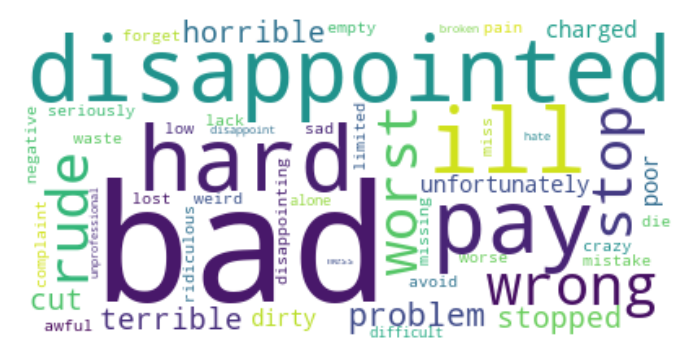 forget
horrible
empty
broken
pain
charged
disappointed
negative
seriously
waste
lack
low
disappoint
sad
limited
hard
worst
ill
miss
hate
stop
rude
unprofessional
lost
weird
ridiculous
disappointing
alone
bad
mess
unfortunately
missing
pay
poor
die
crazy
mistake
worse
avoid
wrong
complaint
cut
awful
terrible
dirty
problem
difficult
stopped